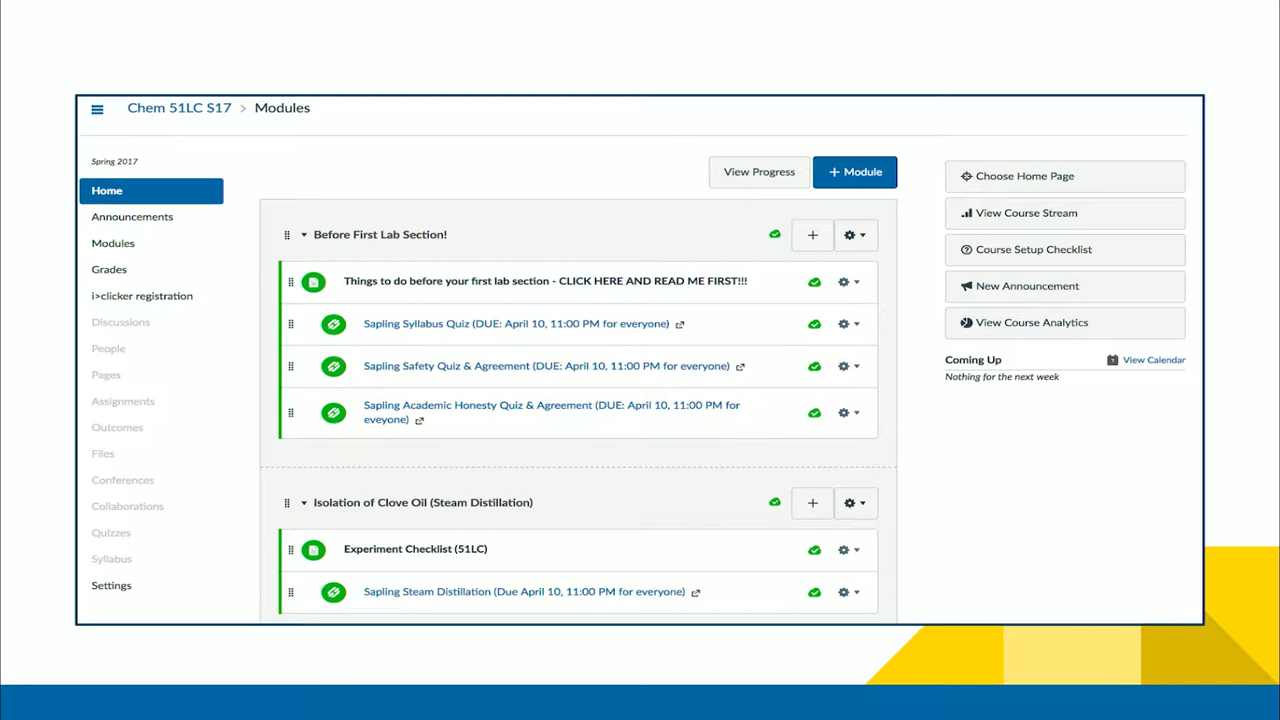 Chem 51LC S17 > Modules
Spring 2017
Home
Announcements
Modules
Grades
i>clicker registration
Discussions
People
Pages
Assignments
Outcomes
Files
Conferences
Collaborations
Quizzes
Syllabus
Settings
View Progress
+ Module
Before First Lab Section!
Things to do before your first lab section - CLICK HERE AND READ ME FIRST!!!
Sapling Syllabus Quiz (DUE: April 10, 11:00 PM for everyone)
Sapling Safety Quiz & Agreement (DUE: April 10, 11:00 PM for everyone)
Sapling Academic Honesty Quiz & Agreement (DUE: April 10, 11:00 PM for
eveyone)
Isolation of Clove Oil (Steam Distillation)
Experiment Checklist (51LC)
Sapling Steam Distillation (Due April 10, 11:00 PM for everyone)
Choose Home Page
View Course Stream
Course Setup Checklist
New Announcement
View Course Analytics
Coming Up
View Calendar
Nothing for the next week